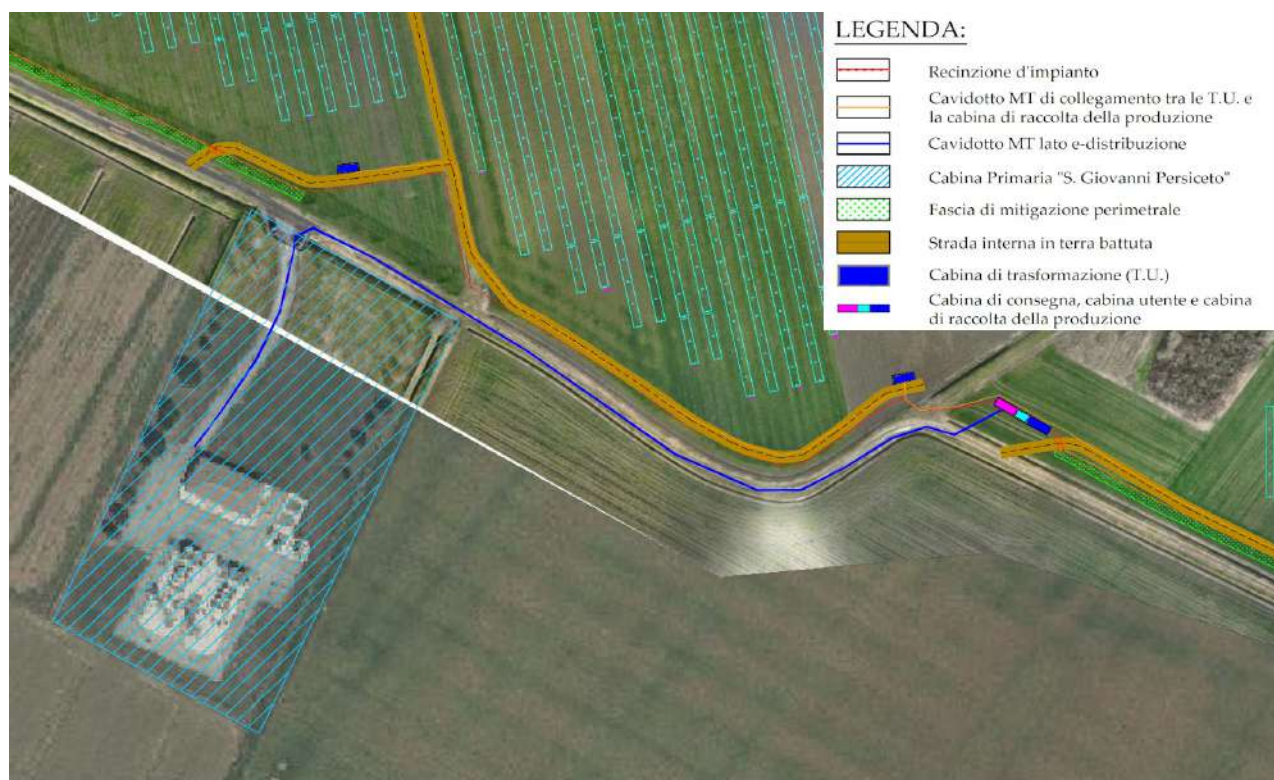 LEGENDA:
Recinzione d'impianto
Cavidotto MT di collegamento tra le T.U. e
la cabina di raccolta della produzione
Cavidotto MT lato e-distribuzione
Cabina Primaria "S. Giovanni Persiceto"
Fascia di mitigazione perimetrale
Strada interna in terra battuta
Cabina di trasformazione (T.U.)
Cabina di consegna, cabina utente e cabina
di raccolta della produzione